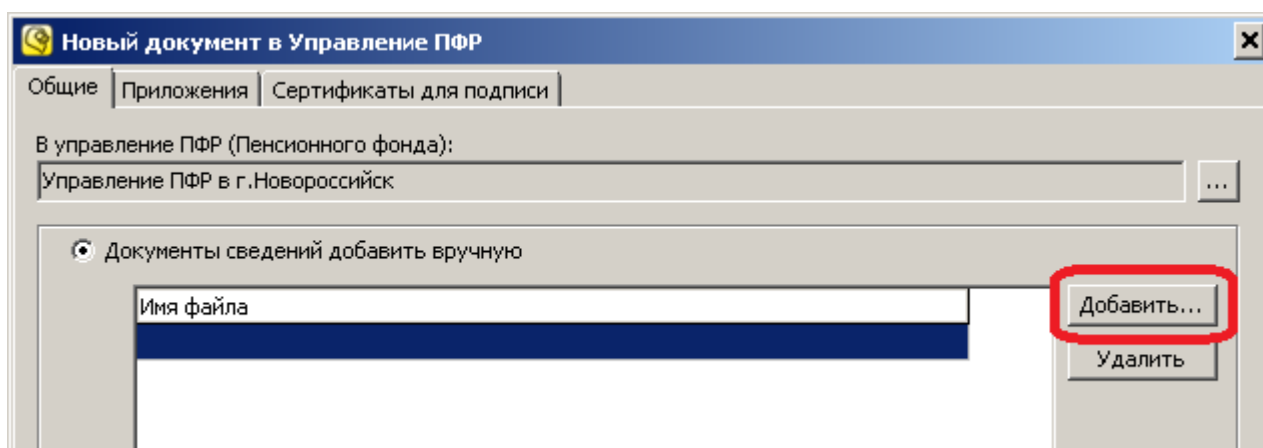 Новый документ в Управление ПФР
Общие Приложения Сертификаты для подписи
В управление ПФР (Пенсионного фонда):
Управление ПФР в г.Новороссийск ...
Документы сведений добавить вручную
Имя файла Добавить...
Удалить